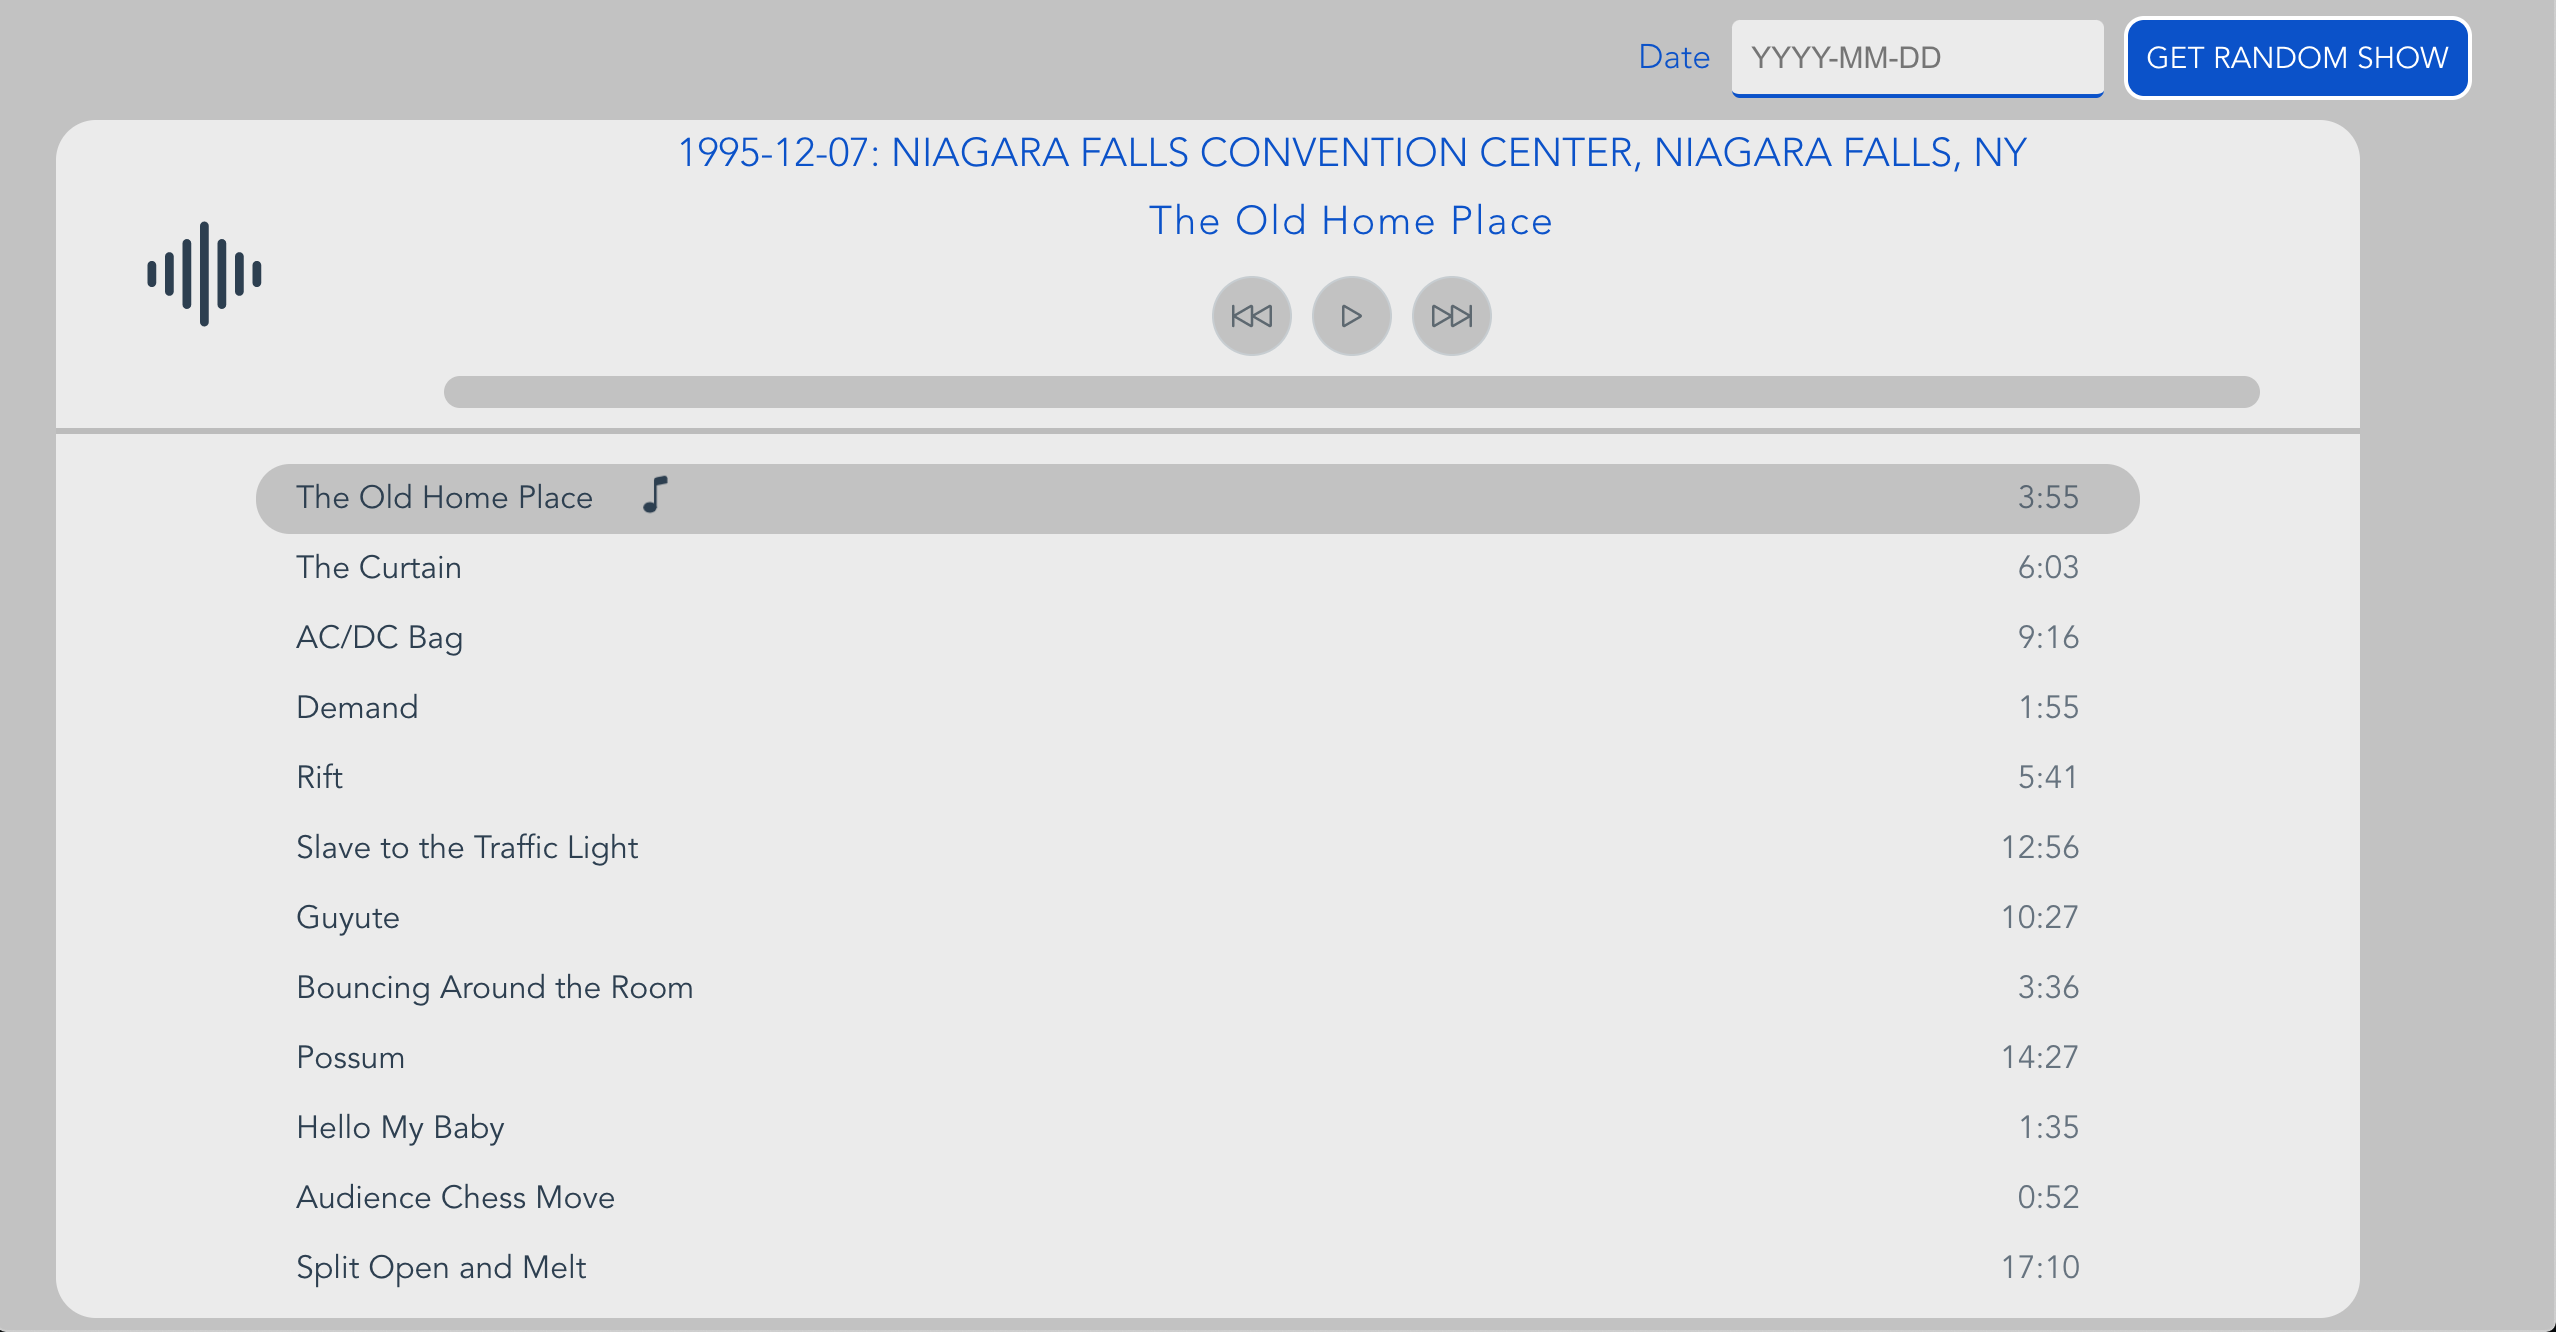 Date YYYY-MM-DD GET RANDOM SHOW
1995-12-07: NIAGARA FALLS CONVENTION CENTER, NIAGARA FALLS, NY
The Old Home Place
The Old Home Place 3:55
The Curtain 6:03
AC/DC Bag 9:16
Demand 1:55
Rift 5:41
Slave to the Traffic Light 12:56
Guyute 10:27
Bouncing Around the Room 3:36
Possum 14:27
Hello My Baby 1:35
Audience Chess Move 0:52
Split Open and Melt 17:10